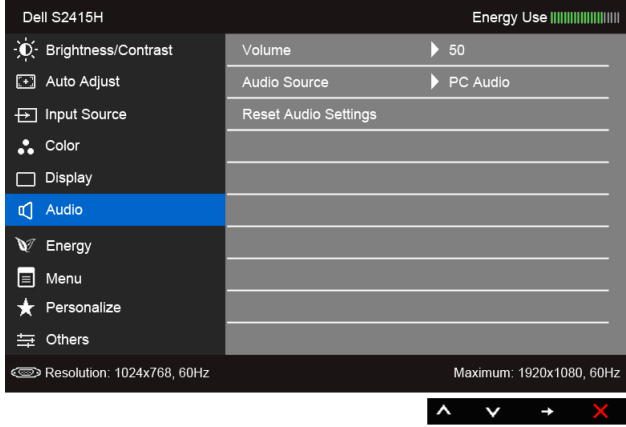 Dell S2415H
Energy Use
Brightness/Contrast
Volume
50
Auto Adjust
Audio Source
PC Audio
Input Source
Reset Audio Settings
Color
Display
Audio
Energy
Menu
Personalize
Others
Resolution: 1024x768, 60Hz
Maximum: 1920x1080, 60Hz